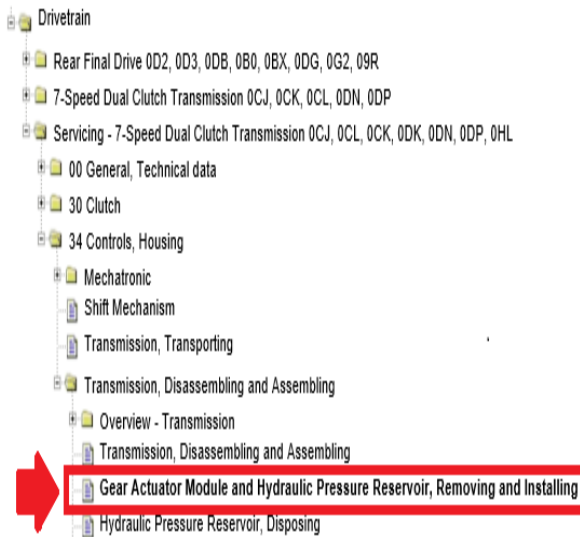 Drivetrain
Rear Final Drive 0D2, 0D3, 0DB, 0B0, 0BX, 0DG, 0G2, 09R
7-Speed Dual Clutch Transmission 0CJ, 0CK, 0CL, 0DN, 0DP
Servicing - 7-Speed Dual Clutch Transmission 0CJ, 0CL, 0CK, 0DK, 0DN, 0DP, 0HL
00 General, Technical data
30 Clutch
34 Controls, Housing
Mechatronic
Shift Mechanism
Transmission, Transporting
Transmission, Disassembling and Assembling
Overview - Transmission
Transmission, Disassembling and Assembling
Gear Actuator Module and Hydraulic Pressure Reservoir, Removing and Installing
Hydraulic Pressure Reservoir, Disposing